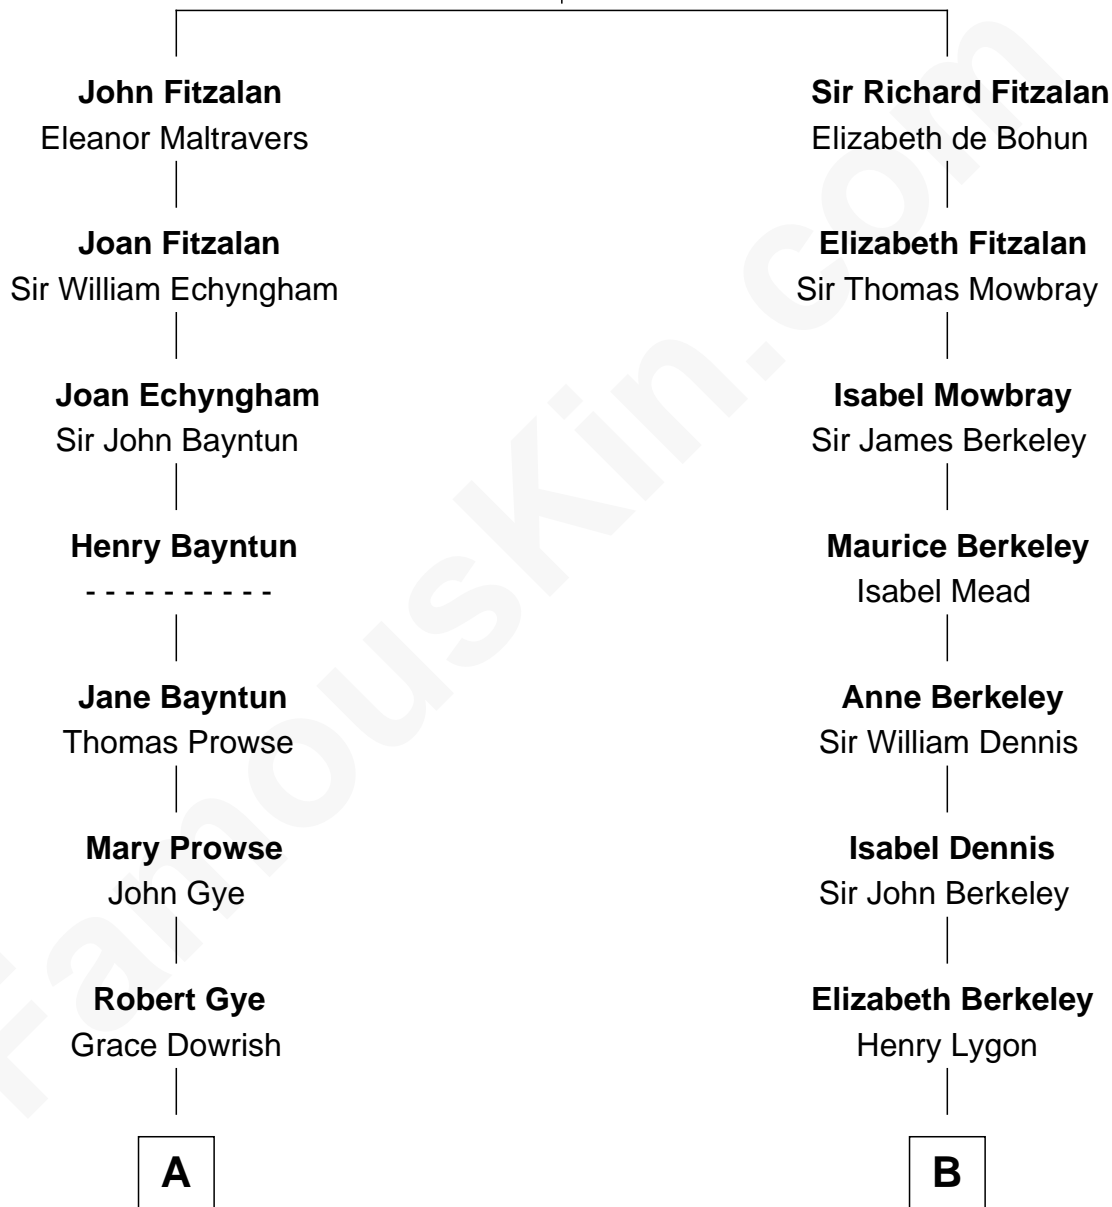 John Fitzalan
Eleanor Maltravers
Joan Fitzalan
Sir William Echyngham
Joan Echyngham
Sir John Bayntun
Henry Bayntun
- - - - - - - - - -
Jane Bayntun
Thomas Prowse
Mary Prowse
John Gye
Robert Gye
Grace Dowrish
A
Sir Richard Fitzalan
Elizabeth de Bohun
Elizabeth Fitzalan
Sir Thomas Mowbray
Isabel Mowbray
Sir James Berkeley
Maurice Berkeley
Isabel Mead
Anne Berkeley
Sir William Dennis
Isabel Dennis
Sir John Berkeley
Elizabeth Berkeley
Henry Lygon
B
FamousKin.com